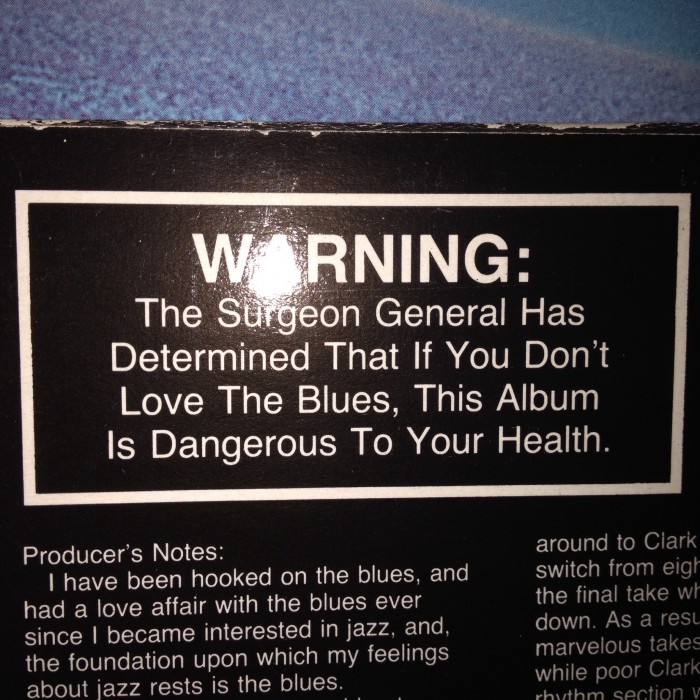 WARNING:
The Surgeon General Has
Determined That If You Don't
Love The Blues, This Album
Is Dangerous To Your Health.
Producer's Notes:
I have been hooked on the blues, and
had a love affair with the blues ever
since I became interested in jazz, and,
the foundation upon which my feelings
about jazz rests is the blues.
around to Clark
switch from
the final take
down. As a
marvelous takes
while poor Clark
rhythm section